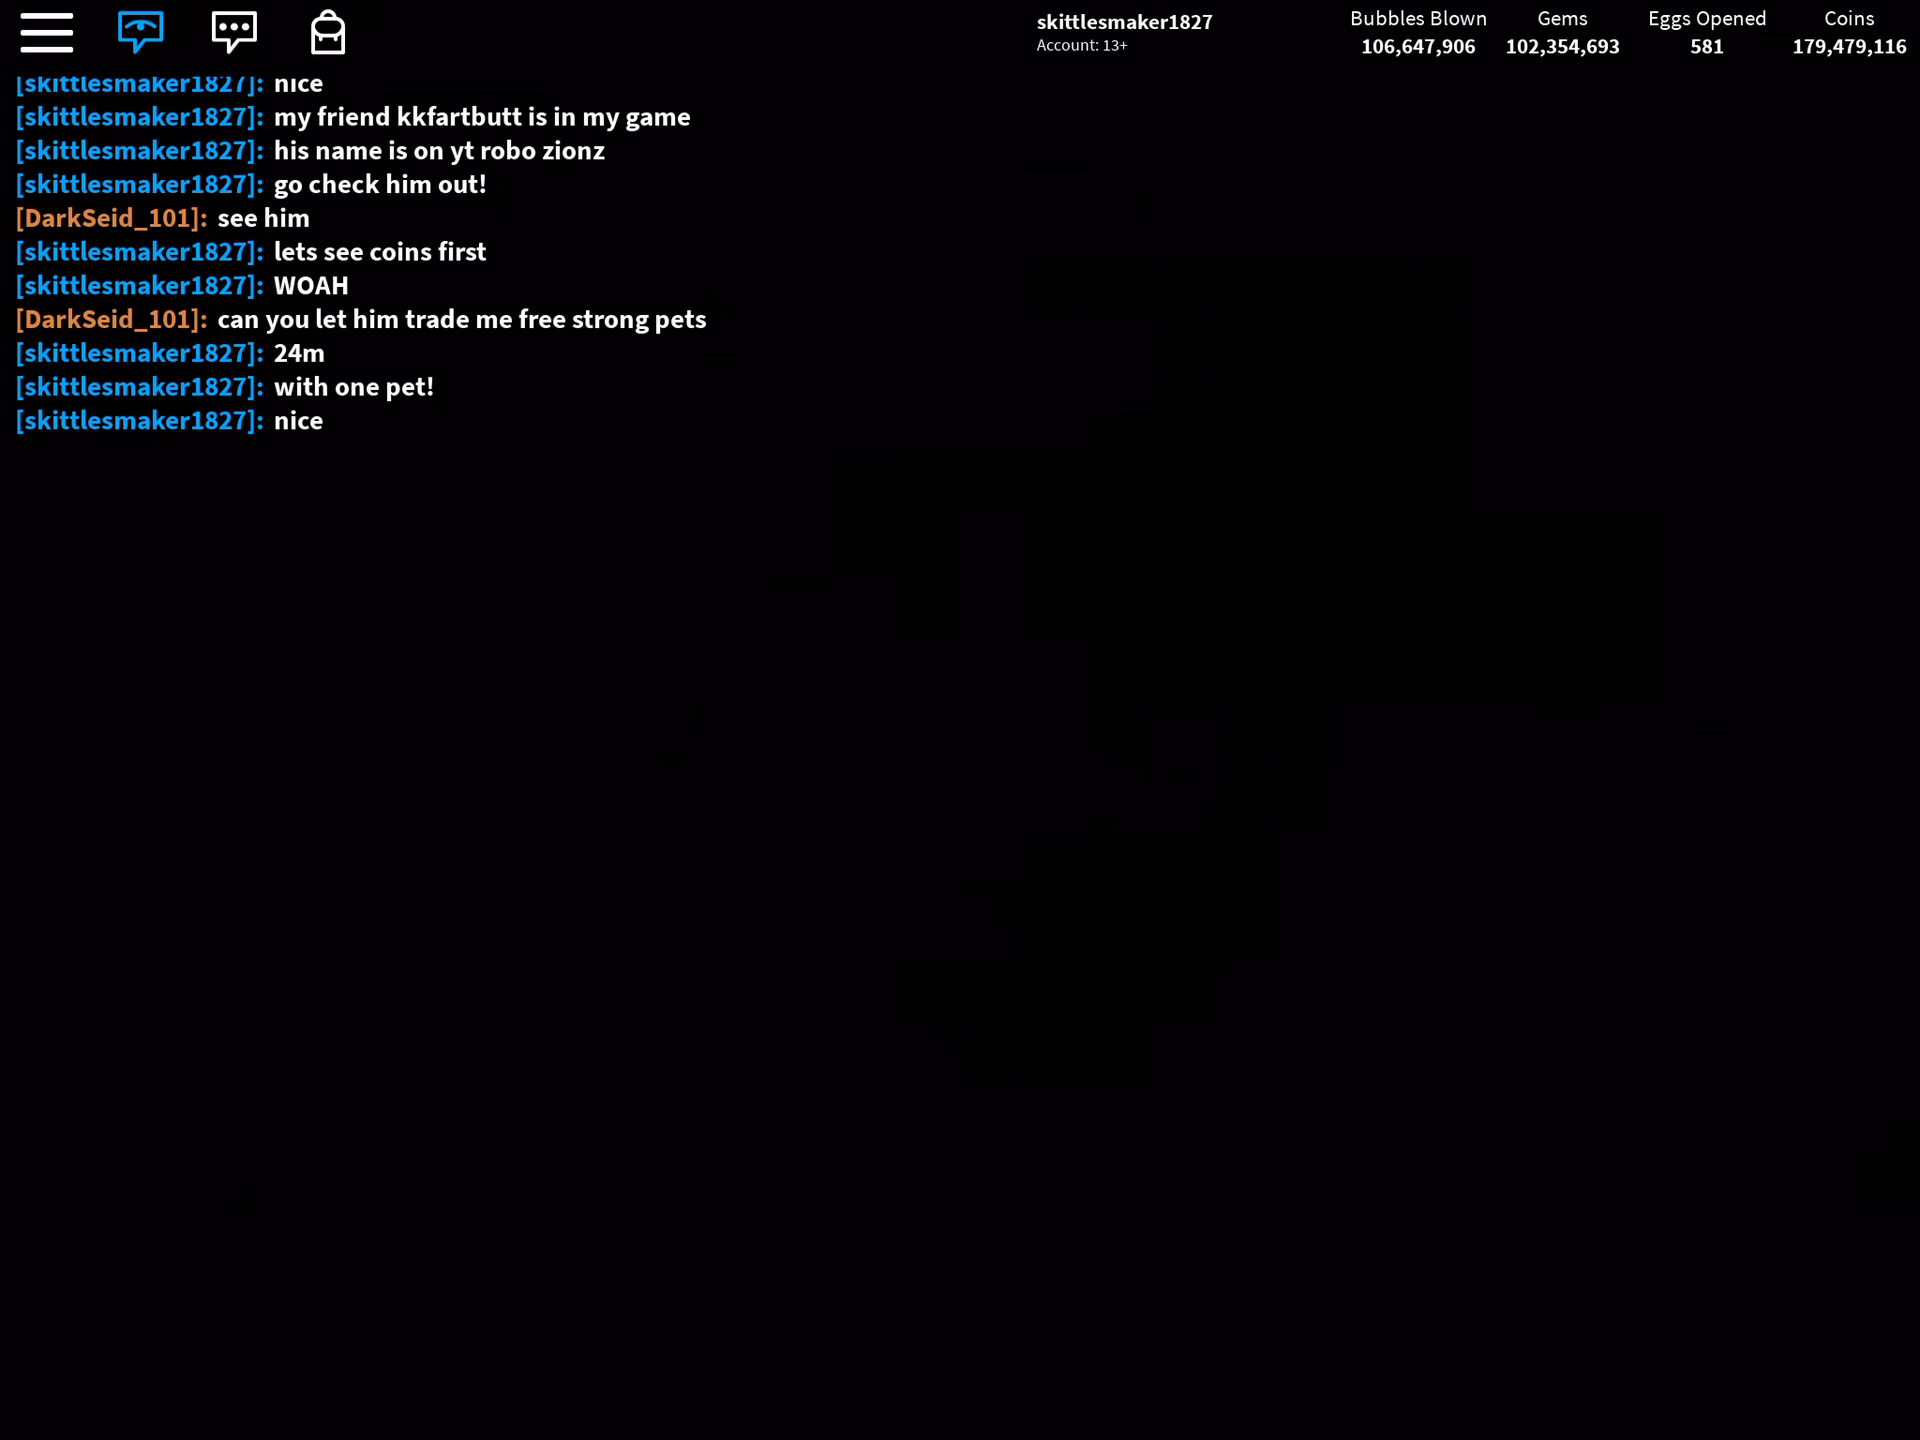 skittlesmaker1827
Account: 13+
Bubbles Blown
106,647,906
Gems
102,354,693
Eggs Opened
581
Coins
179,479,116
[skittlesmaker1827]: nice
[skittlesmaker1827]: my friend kkfartbutt is in my game
[skittlesmaker1827]: his name is on yt robo zionz
[skittlesmaker1827]: go check him out!
[DarkSeid_101]: see him
[skittlesmaker1827]: lets see coins first
[skittlesmaker1827]: WOAH
[DarkSeid_101]: can you let him trade me free strong pets
[skittlesmaker1827]: 24m
[skittlesmaker1827]: with one pet!
[skittlesmaker1827]: nice